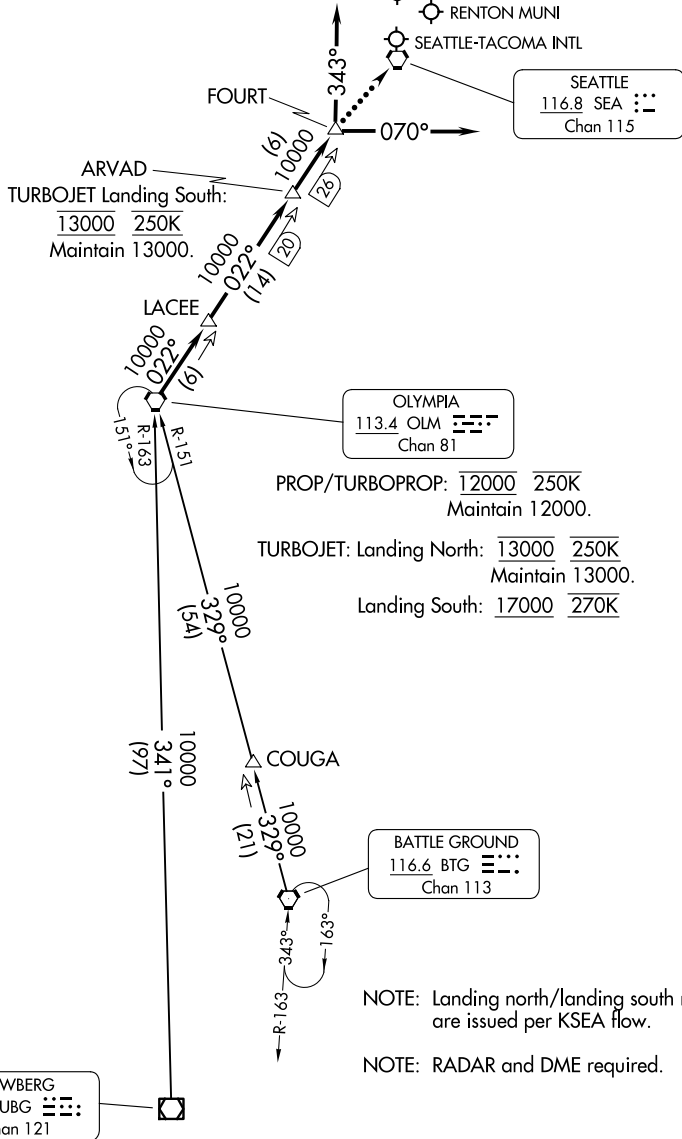 RENTON MUNI
SEATTLE-TACOMA INTL
343°
SEATTLE
116.8 SEA
Chan 115
FOURT
070°
(6)
10000
26
ARVAD
TURBOJET Landing South:
13000 250K
Maintain 13000.
20
10000
022°
(14)
LACEE
10000
022°
(6)
OLYMPIA
113.4 OLM
Chan 81
151°
R-163
R-151
PROP/TURBOPROP: 12000 250K
Maintain 12000.
TURBOJET: Landing North: 13000 250K
Maintain 13000.
Landing South: 17000 270K
10000
329°
(54)
10000
341°
(97)
COUGA
10000
329°
(21)
BATTLE GROUND
116.6 BTG
Chan 113
343°
163°
R-163
NOTE: Landing north/landing south
are issued per KSEA flow.
NOTE: RADAR and DME required.
WBERG
UBG
an 121